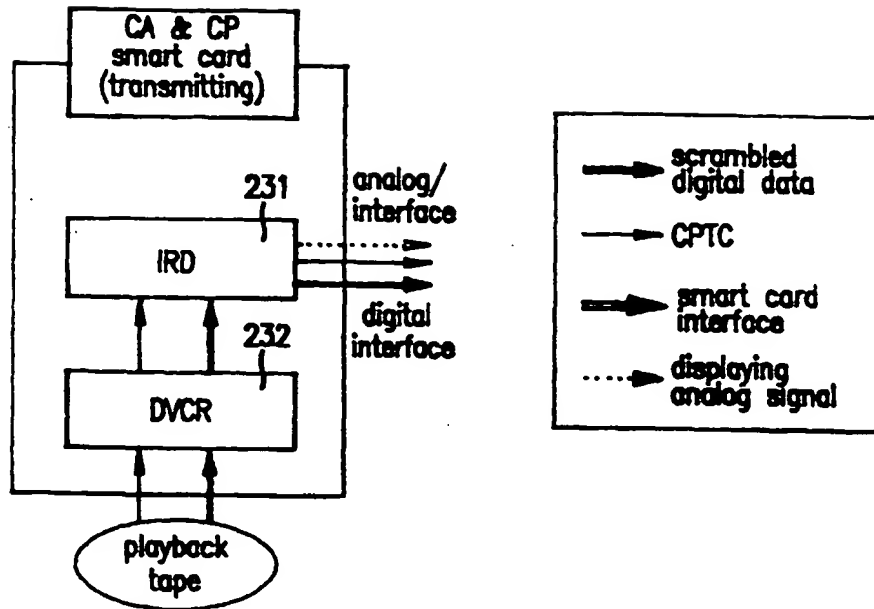 CA & CP
smart card
(transmitting)
231
analog/
interface
IRD
digital
interface
232
DVCR
playback
tape
scrambled
digital data
CPTC
smart card
interface
displaying
analog signal